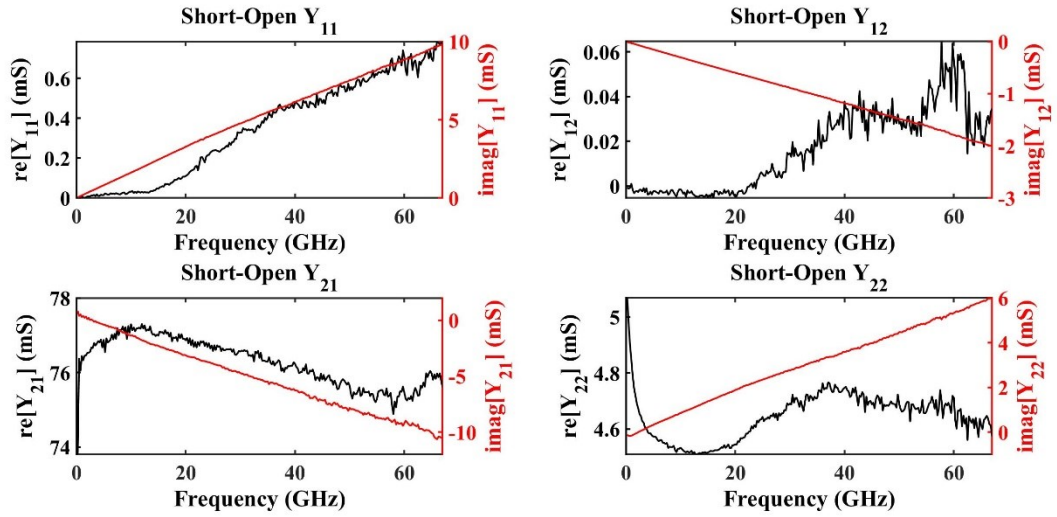 Short-Open Y11
re[Y11] (mS)
0.6
0.4
0.2
0
10
5
0
imag[Y11] (mS)
0 20 40 60
Frequency (GHz)
Short-Open Y12
re[Y12] (mS)
0.06
0.04
0.02
0
0
-1
-2
-3
imag[Y12] (mS)
0 20 40 60
Frequency (GHz)
Short-Open Y21
re[Y21] (mS)
78
76
74
0
-5
-10
imag[Y21] (mS)
0 20 40 60
Frequency (GHz)
Short-Open Y22
re[Y22] (mS)
5
4.8
4.6
6
4
2
0
imag[Y22] (mS)
0 20 40 60
Frequency (GHz)